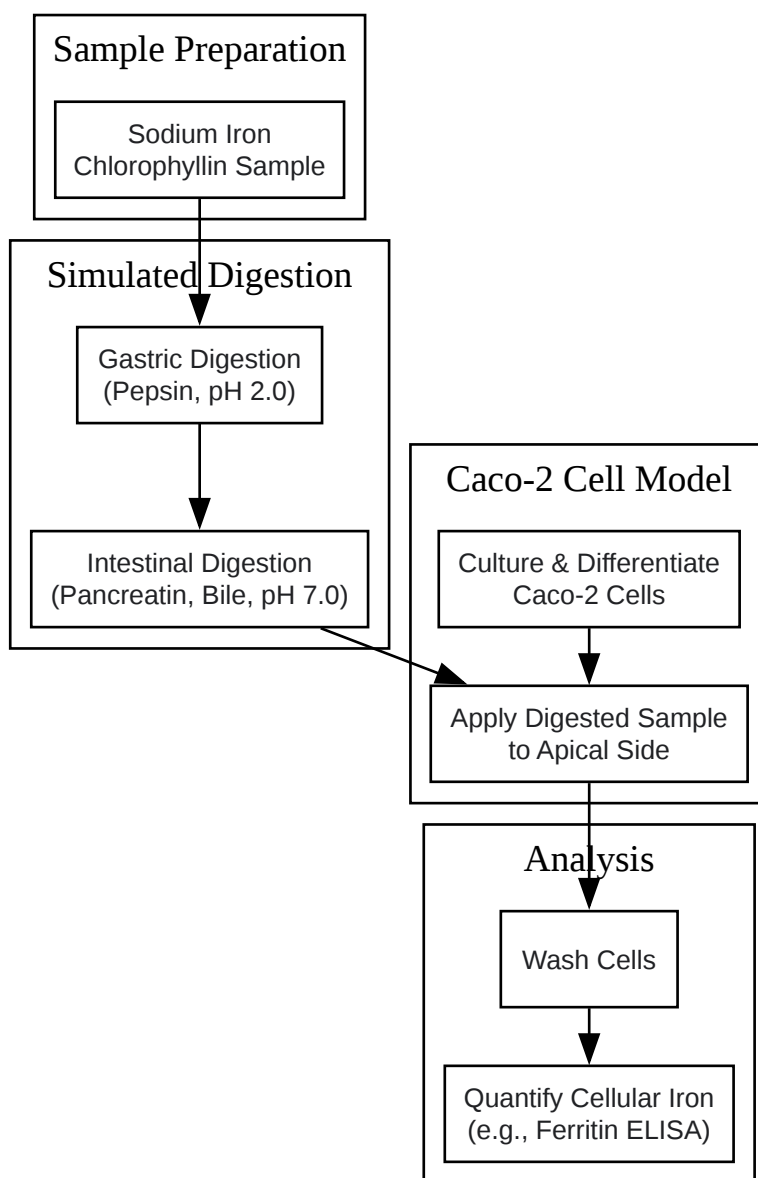 Sample Preparation
Sodium Iron
Chlorophyllin Sample
Simulated Digestion
Gastric Digestion
(Pepsin, pH 2.0)
Intestinal Digestion
(Pancreatin, Bile, pH 7.0)
Caco-2 Cell Model
Culture & Differentiate
Caco-2 Cells
Apply Digested Sample
to Apical Side
Analysis
Wash Cells
Quantify Cellular Iron
(e.g., Ferritin ELISA)